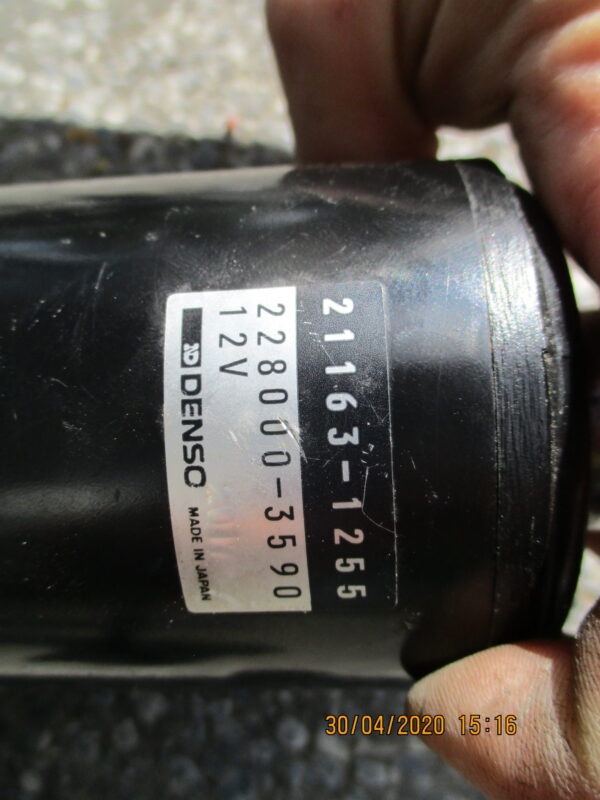 21163-1255
228000-3590
12V
DENSO
MADE IN JAPAN
30/04/2020 15:16